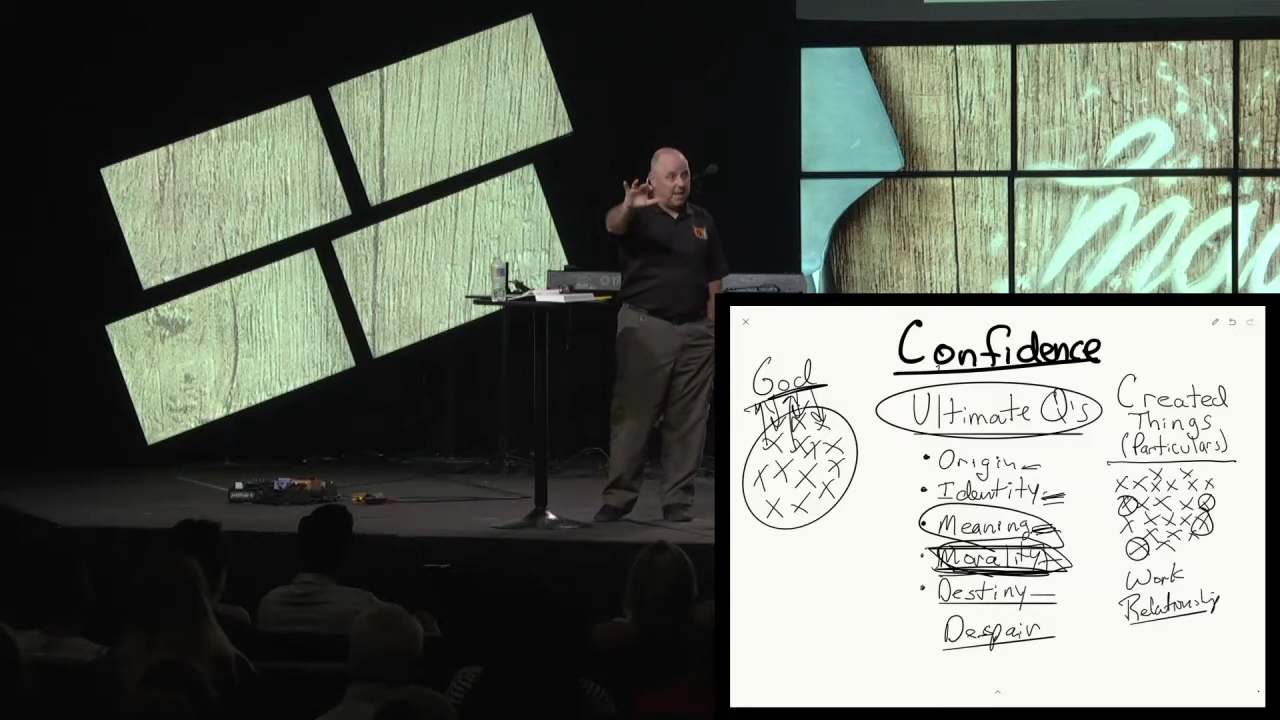 Confidence
God
Ultimate Q's
• Origin
• Identity
• Meaning
• Morality
• Destiny
Despair
Created
Things
(Particulars)
Work
Relationship